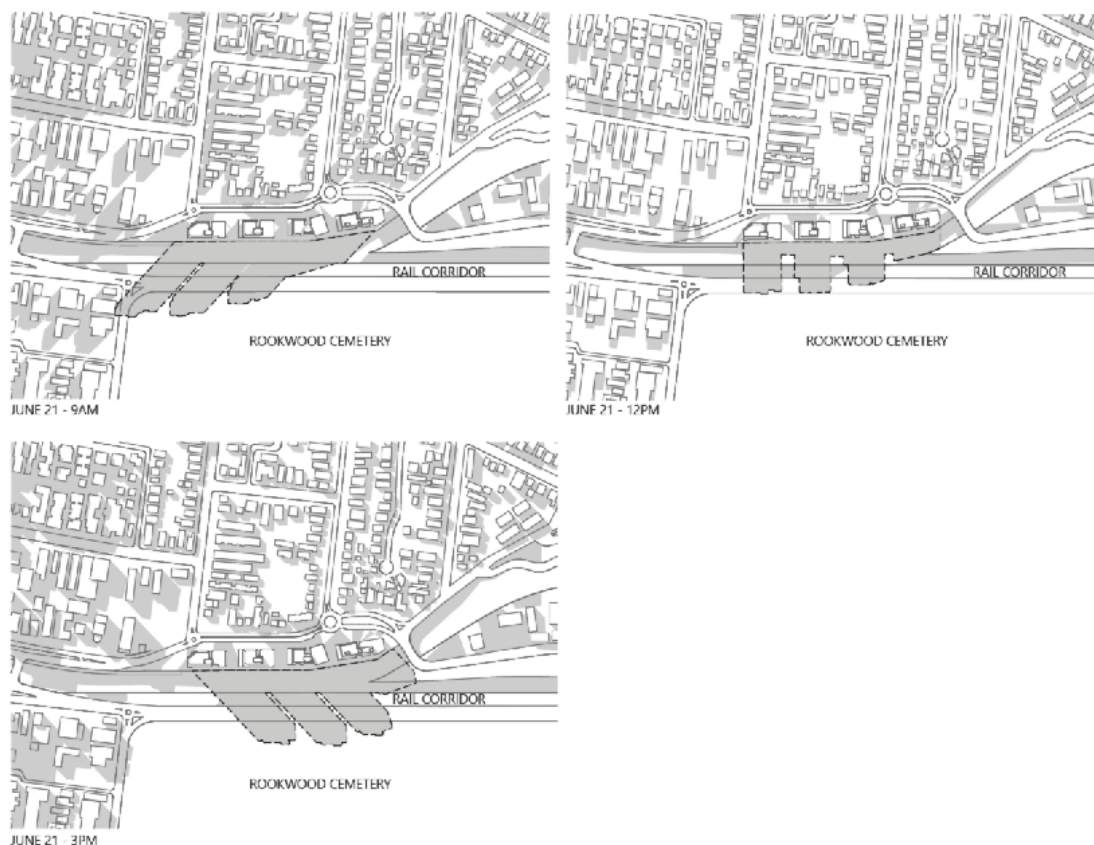 RAIL CORRIDOR
ROOKWOOD CEMETERY
JUNE 21 - 9AM
RAIL CORRIDOR
ROOKWOOD CEMETERY
JUNE 21 - 12PM
RAIL CORRIDOR
ROOKWOOD CEMETERY
JUNE 21 - 3PM